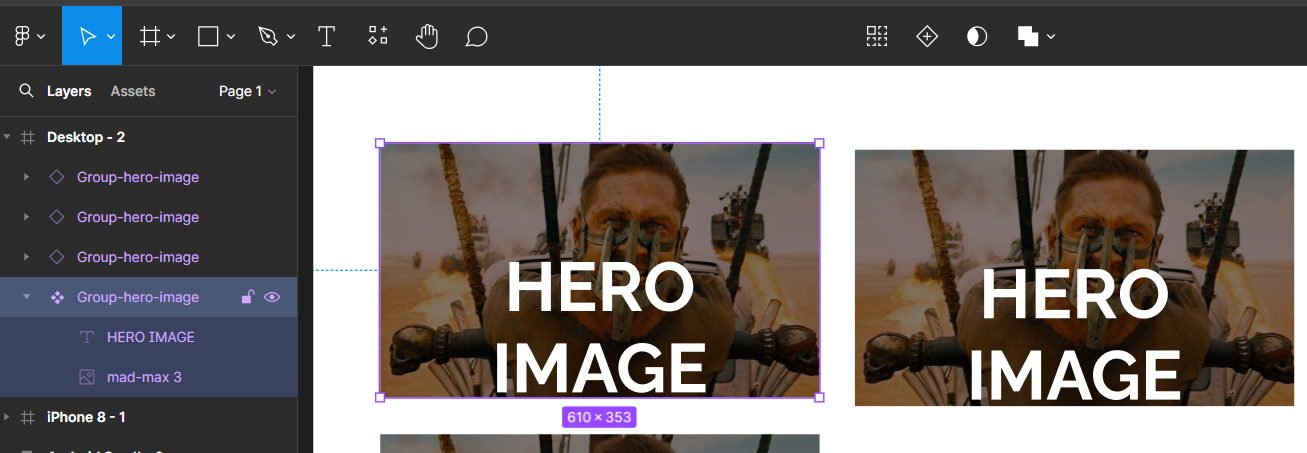 Layers Assets Page 1
Desktop - 2
Group-hero-image
Group-hero-image
Group-hero-image
Group-hero-image
HERO IMAGE
mad-max 3
iPhone 8 - 1
HERO
IMAGE
610 × 353
HERO
IMAGE